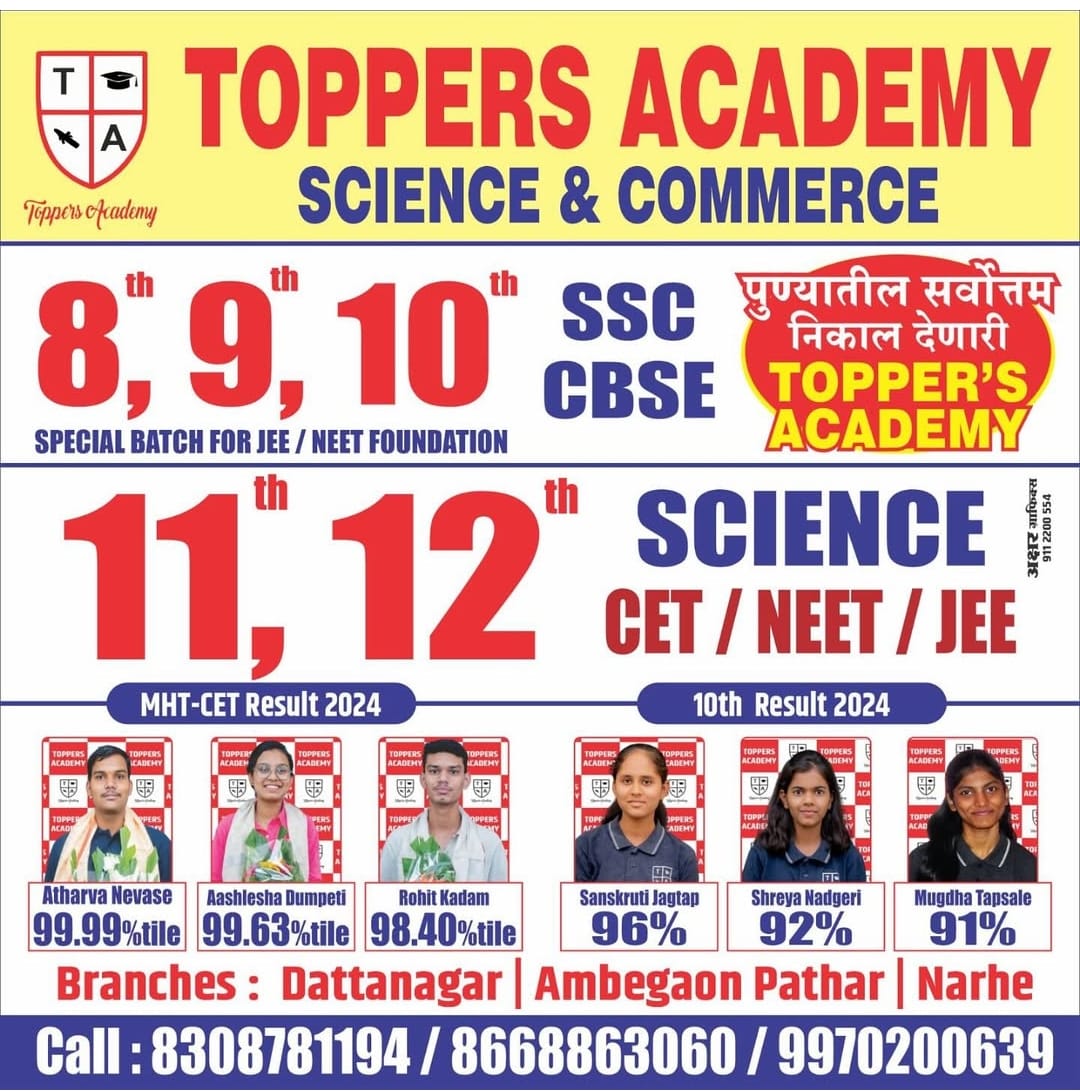 T A
Toppers Academy
TOPPERS ACADEMY
SCIENCE & COMMERCE
8th, 9th, 10th
SPECIAL BATCH FOR JEE / NEET FOUNDATION
SSC
CBSE
पुण्यातील सर्वोत्तम
निकाल देणारी
TOPPER'S
ACADEMY
11th, 12th
SCIENCE
CET / NEET / JEE
911 2200 554
MHT-CET Result 2024
10th Result 2024
TOPPERS ACADEMY
Atharva Nevase
99.99%tile
Aashlesha Dumpeti
99.63%tile
Rohit Kadam
98.40%tile
Sanskruti Jagtap
96%
Shreya Nadgeri
92%
Mugdha Tapsale
91%
Branches : Dattanagar | Ambegaon Pathar | Narhe
Call : 8308781194 / 8668863060 / 9970200639